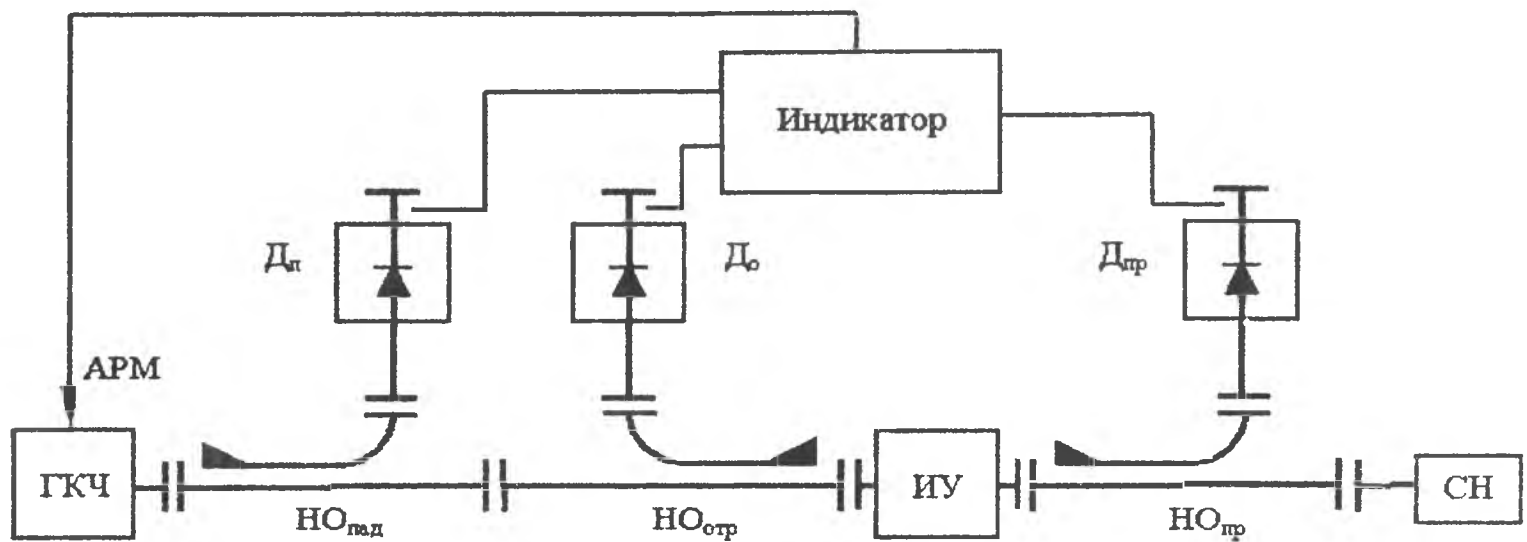 Индикатор
Дп
До
Дпр
АРМ
ГКЧ
ИУ
СН
НОпад
НОотр
НОпр